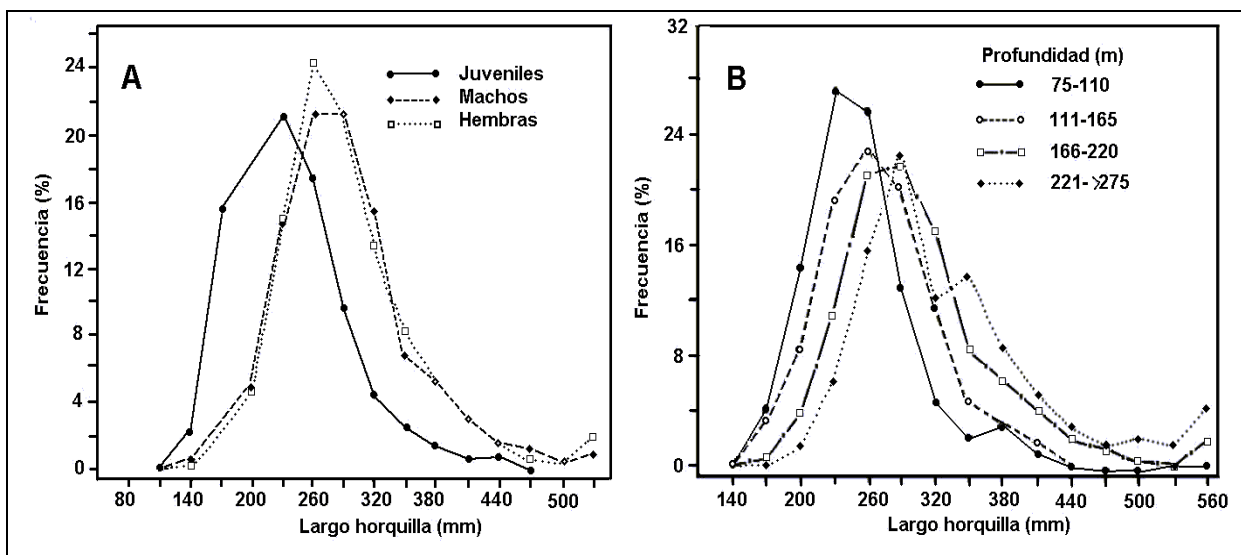 A
Juveniles
Machos
Hembras
Frecuencia (%)
24
20
16
12
8
4
0
80 140 200 260 320 380 440 500
Largo horquilla (mm)
B
Profundidad (m)
75-110
111-165
166-220
221->275
Frecuencia (%)
32
24
16
8
0
140 200 260 320 380 440 500 560
Largo horquilla (mm)